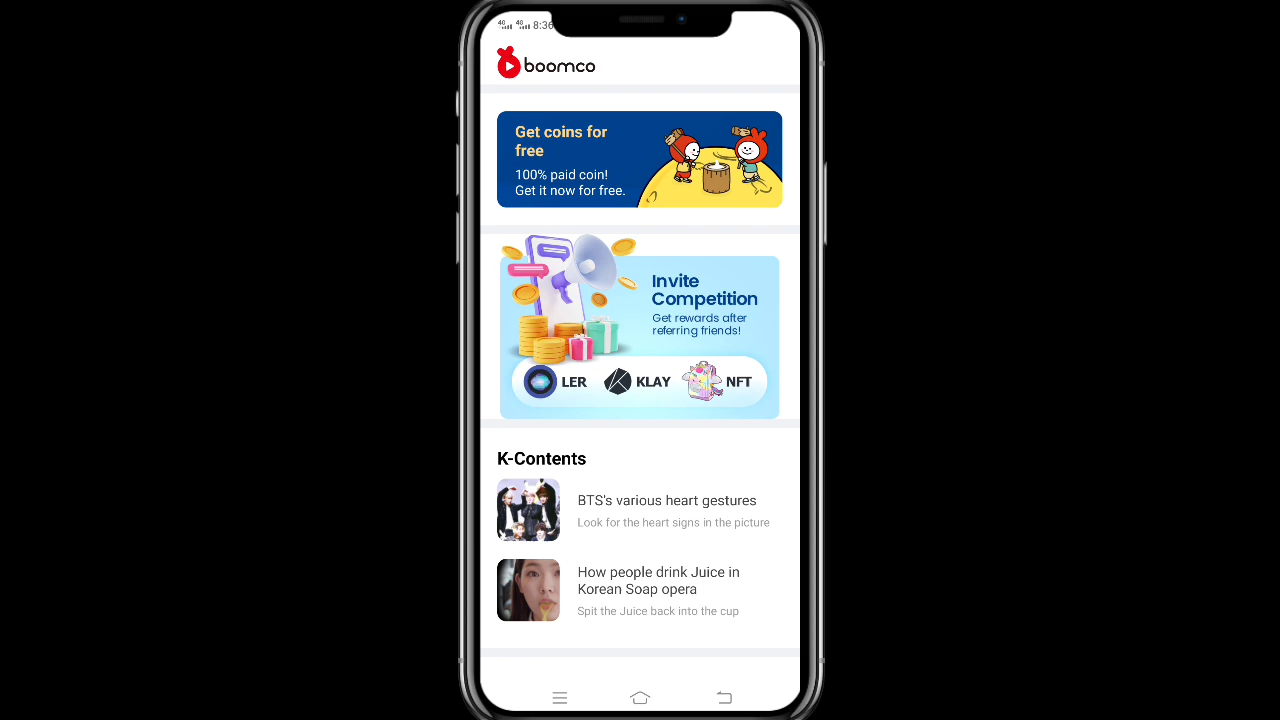 4G 4G 8:36
boomco
Get coins for
free
100% paid coin!
Get it now for free.
Invite
Competition
Get rewards after
referring friends!
LER KLAY NFT
K-Contents
BTS's various heart gestures
Look for the heart signs in the picture
How people drink Juice in
Korean Soap opera
Spit the Juice back into the cup